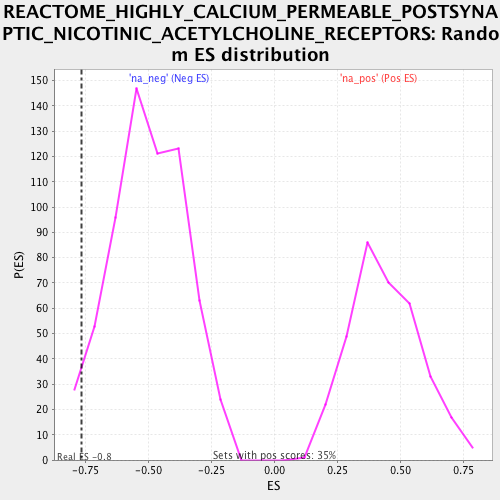 REACTOME_HIGHLY_CALCIUM_PERMEABLE_POSTSYNA
PTIC_NICOTINIC_ACETYLCHOLINE_RECEPTORS: Rando
m ES distribution
'na_neg' (Neg ES)
'na_pos' (Pos ES)
150
140
130
120
110
100
90
80
70
60
50
40
30
20
10
0
P(ES)
Real ES -0.8
Sets with pos scores: 35%
-0.75 -0.50 -0.25 0.00 0.25 0.50 0.75
ES